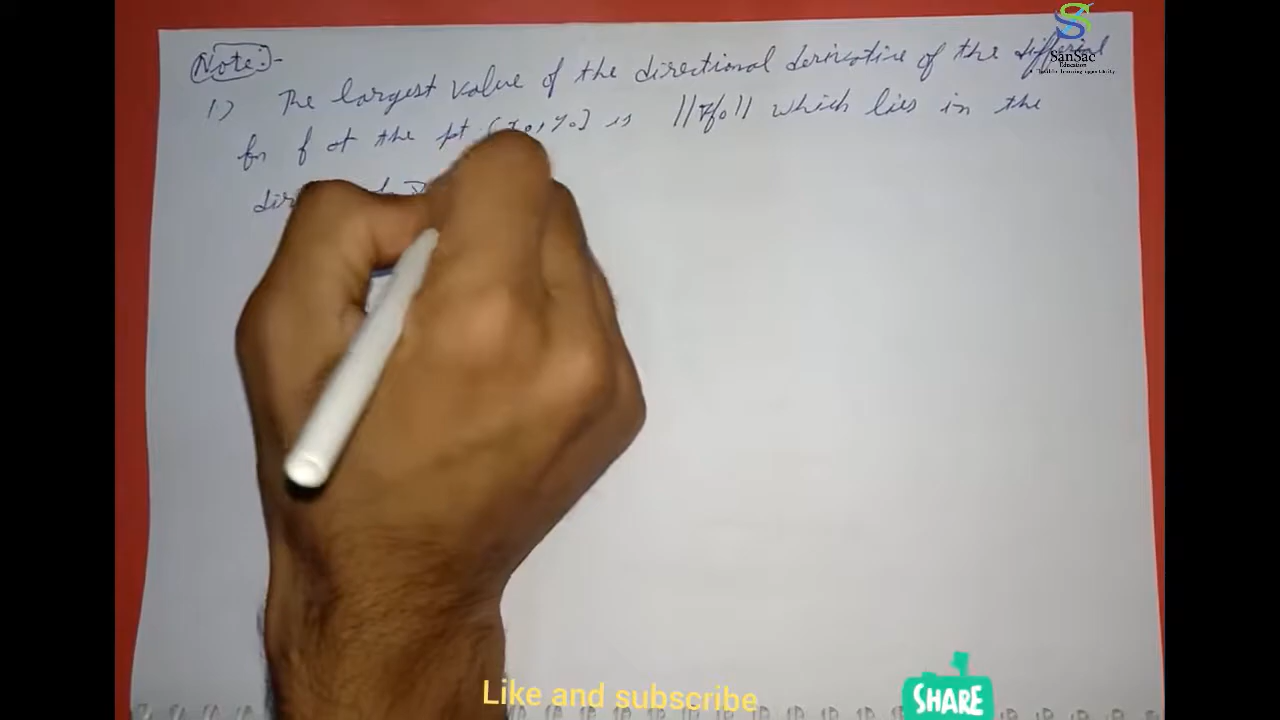 Note:-
1) The largest value of the directional derivative of the
fn f at the pt (x₀, y₀) is ||∇f₀|| which lies in the
SanSac
Education
Like and subscribe
SHARE